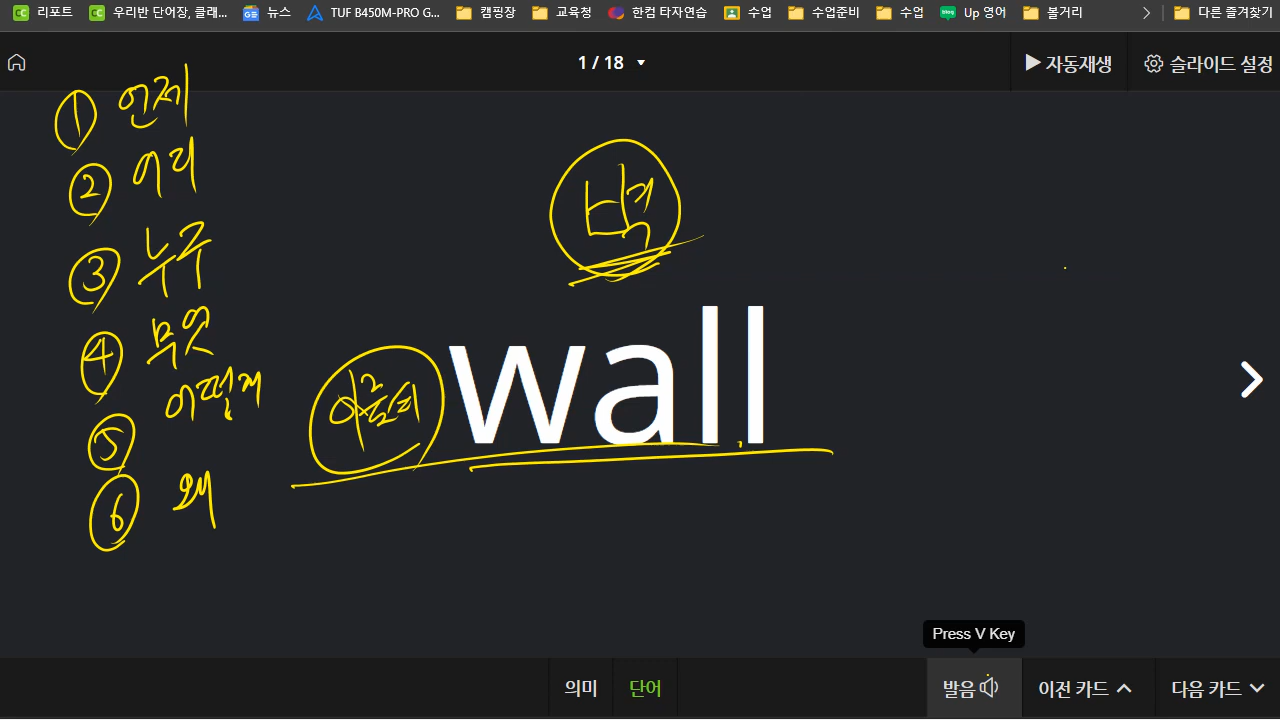 리포트 우리반 단어장, 클래... 뉴스 TUF B450M-PRO G... 캠핑장 교육청 한컴 타자연습 수업 수업준비 수업 Up 영어 볼거리 다른 즐겨찾기
1 / 18 자동재생 슬라이드 설정
① 언제
② 어디
③ 누구
④ 무엇
어떻게
⑤
⑥ 왜
벽
wall
Press V Key
의미 단어 발음 이전 카드 다음 카드